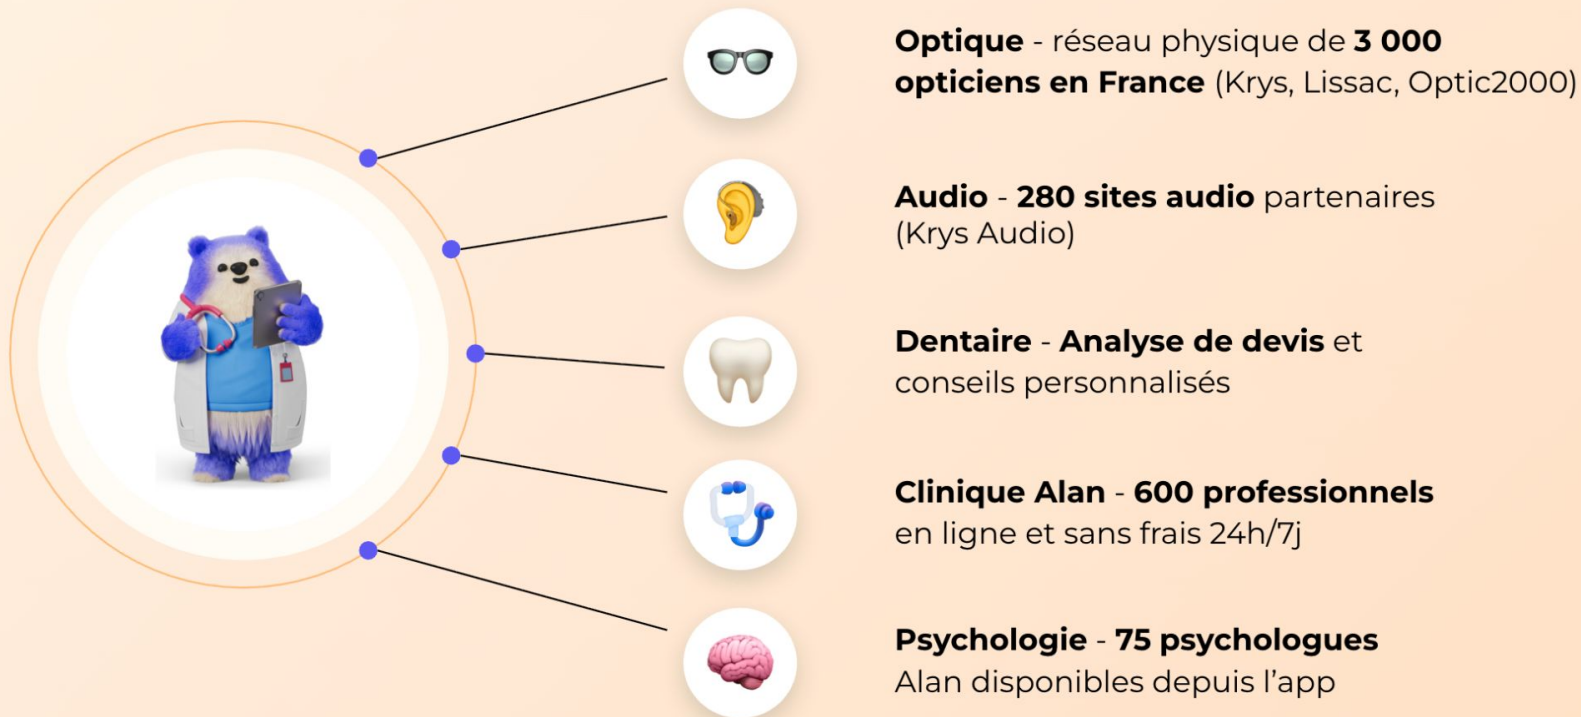 Optique - réseau physique de 3 000
opticiens en France (Krys, Lissac, Optic2000)
Audio - 280 sites audio partenaires
(Krys Audio)
Dentaire - Analyse de devis et
conseils personnalisés
Clinique Alan - 600 professionnels
en ligne et sans frais 24h/7j
Psychologie - 75 psychologues
Alan disponibles depuis l’app